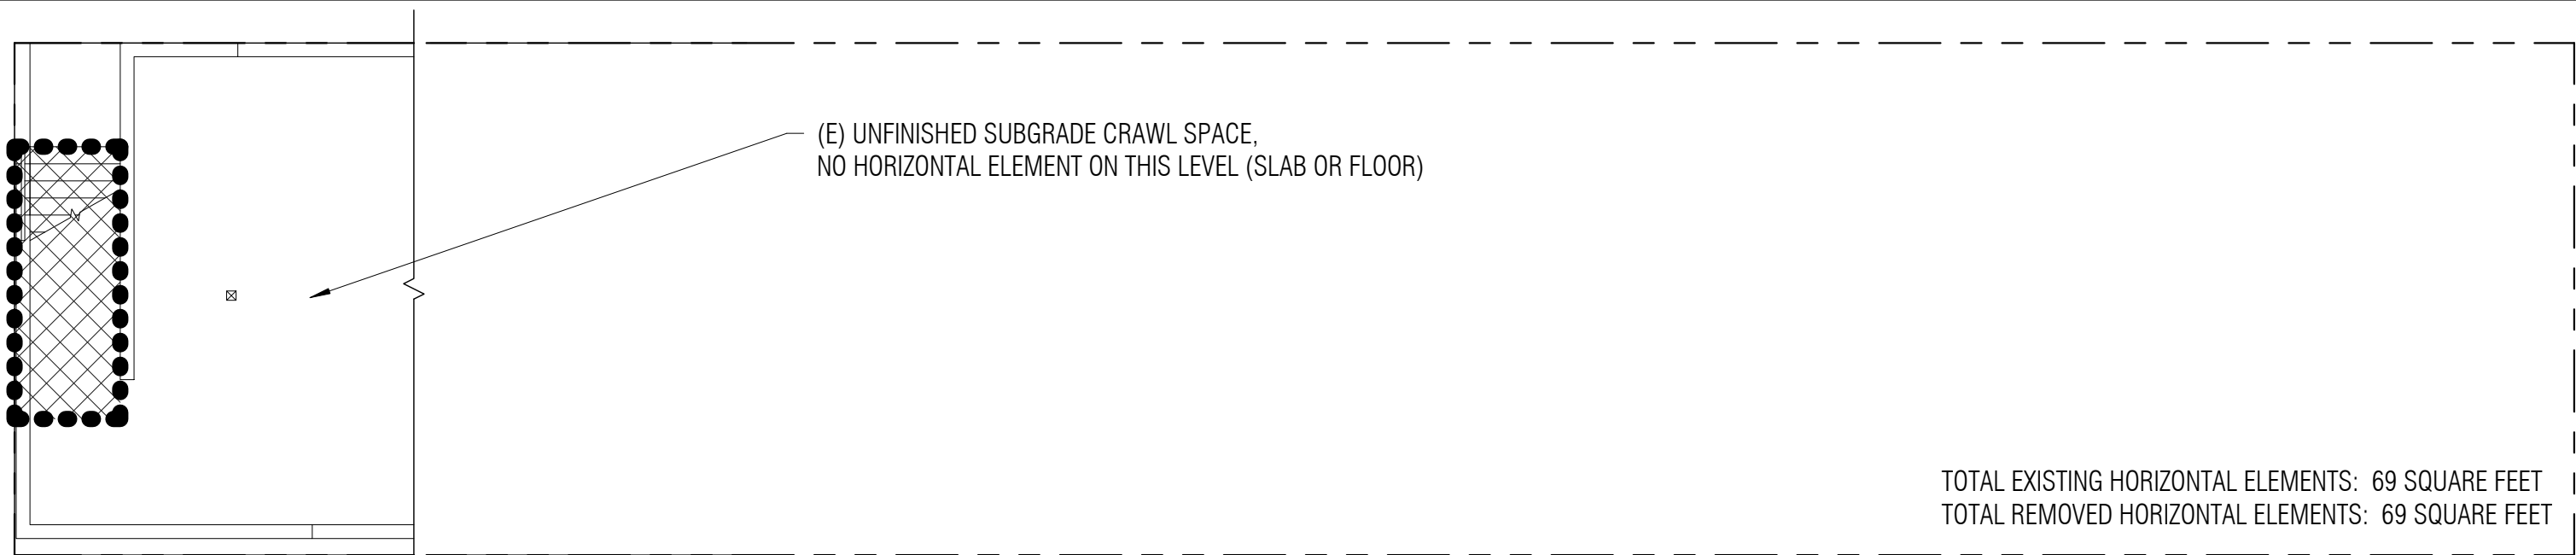 (E) UNFINISHED SUBGRADE CRAWL SPACE,
NO HORIZONTAL ELEMENT ON THIS LEVEL (SLAB OR FLOOR)
TOTAL EXISTING HORIZONTAL ELEMENTS: 69 SQUARE FEET
TOTAL REMOVED HORIZONTAL ELEMENTS: 69 SQUARE FEET